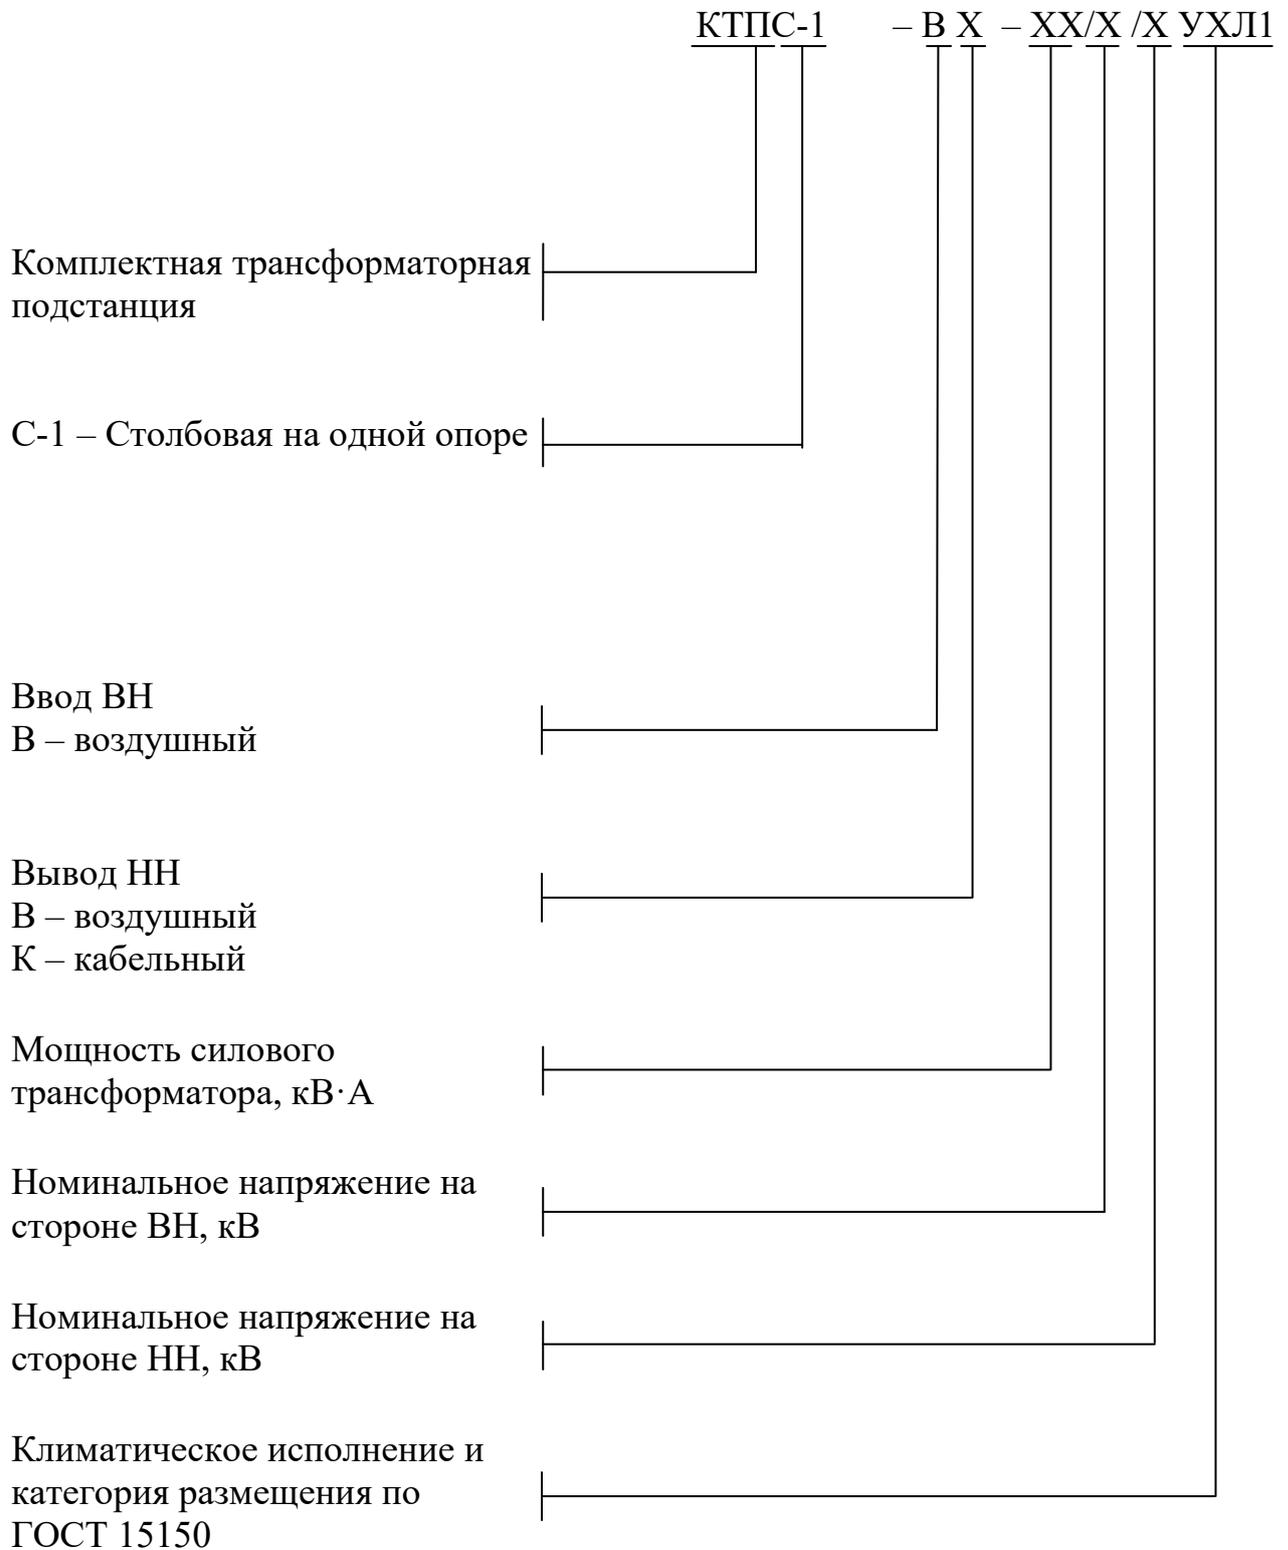 КТПС-1 – В Х – ХХ/Х /Х УХЛ1
Комплектная трансформаторная
подстанция
С-1 – Столбовая на одной опоре
Ввод ВН
В – воздушный
Вывод НН
В – воздушный
К – кабельный
Мощность силового
трансформатора, кВ·А
Номинальное напряжение на
стороне ВН, кВ
Номинальное напряжение на
стороне НН, кВ
Климатическое исполнение и
категория размещения по
ГОСТ 15150